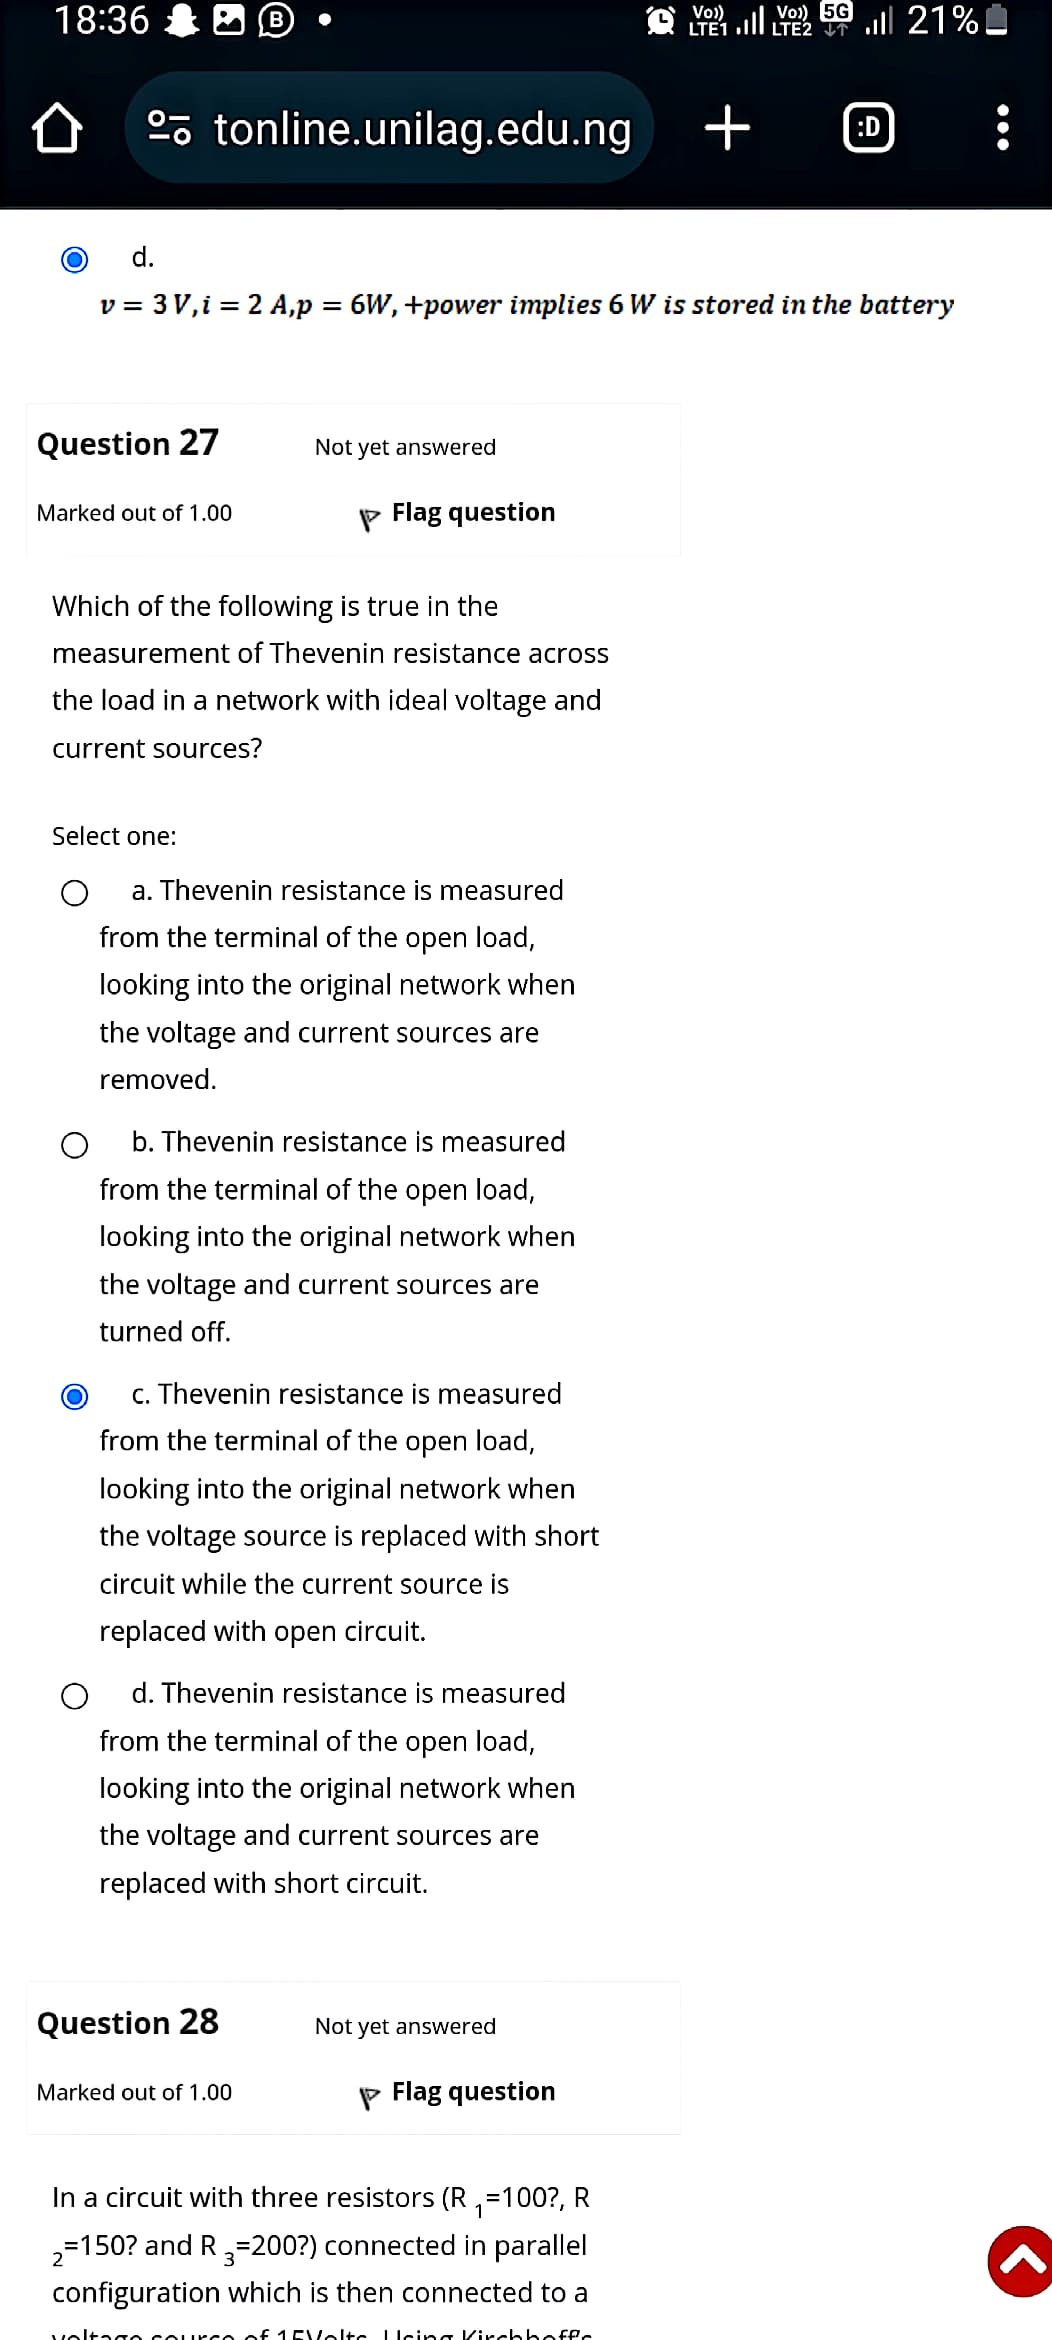 18:36
Vo)) LTE1 Vo)) LTE2 5G 21%
tonline.unilag.edu.ng
:D
d.
v = 3 V, i = 2 A,p = 6W, +power implies 6 W is stored in the battery
Question 27 Not yet answered
Marked out of 1.00 Flag question
Which of the following is true in the
measurement of Thevenin resistance across
the load in a network with ideal voltage and
current sources?
Select one:
a. Thevenin resistance is measured
from the terminal of the open load,
looking into the original network when
the voltage and current sources are
removed.
b. Thevenin resistance is measured
from the terminal of the open load,
looking into the original network when
the voltage and current sources are
turned off.
c. Thevenin resistance is measured
from the terminal of the open load,
looking into the original network when
the voltage source is replaced with short
circuit while the current source is
replaced with open circuit.
d. Thevenin resistance is measured
from the terminal of the open load,
looking into the original network when
the voltage and current sources are
replaced with short circuit.
Question 28 Not yet answered
Marked out of 1.00 Flag question
In a circuit with three resistors (R 1=100?, R
2=150? and R 3=200?) connected in parallel
configuration which is then connected to a
voltage source of 15Volts. Using Kirchhoff's